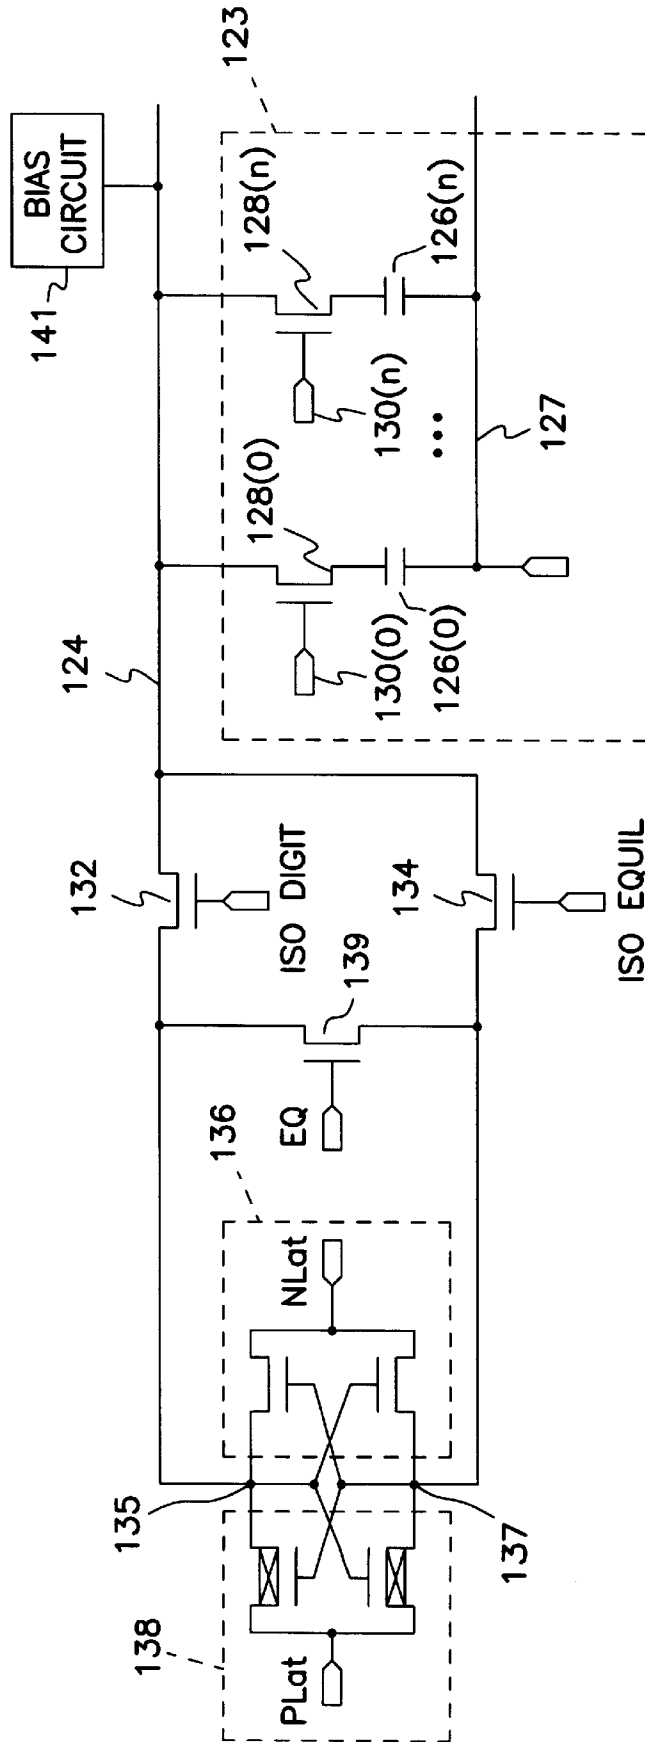 BIAS
CIRCUIT
141
123
128(n)
126(n)
130(n)
128(0)
127
130(0)
126(0)
124
132
ISO DIGIT
134
ISO EQUIL
139
EQ
136
NLat
135
137
138
PLat